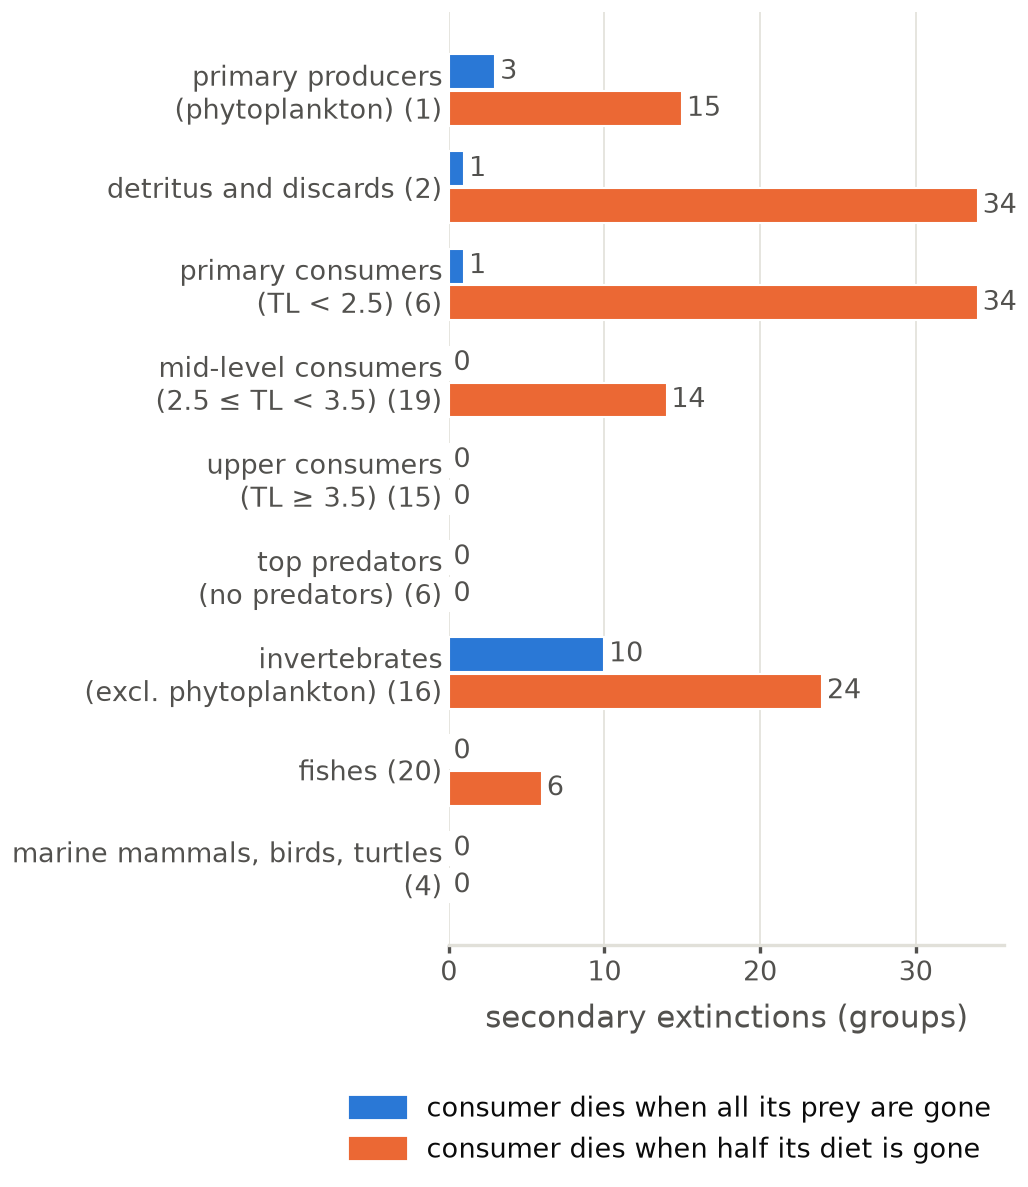 primary producers
(phytoplankton) (1)
3
15
detritus and discards (2)
1
34
primary consumers
(TL < 2.5) (6)
1
34
mid-level consumers
(2.5 ≤ TL < 3.5) (19)
0
14
upper consumers
(TL ≥ 3.5) (15)
0
0
top predators
(no predators) (6)
0
0
invertebrates
(excl. phytoplankton) (16)
10
24
fishes (20)
0
6
marine mammals, birds, turtles
(4)
0
0
0 10 20 30
secondary extinctions (groups)
consumer dies when all its prey are gone
consumer dies when half its diet is gone